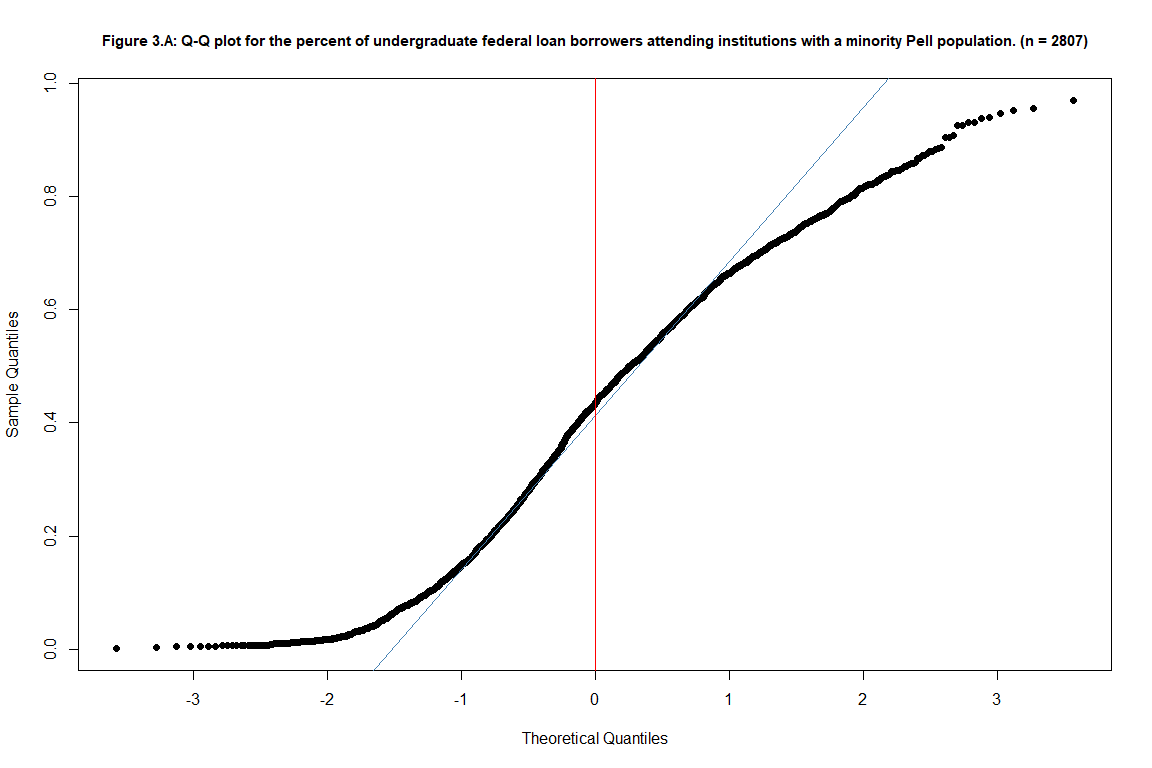 Figure 3.A: Q-Q plot for the percent of undergraduate federal loan borrowers attending institutions with a minority Pell population. (n = 2807)
1.0
0.8
0.6
0.4
0.2
0.0
Sample Quantiles
-3 -2 -1 0 1 2 3
Theoretical Quantiles